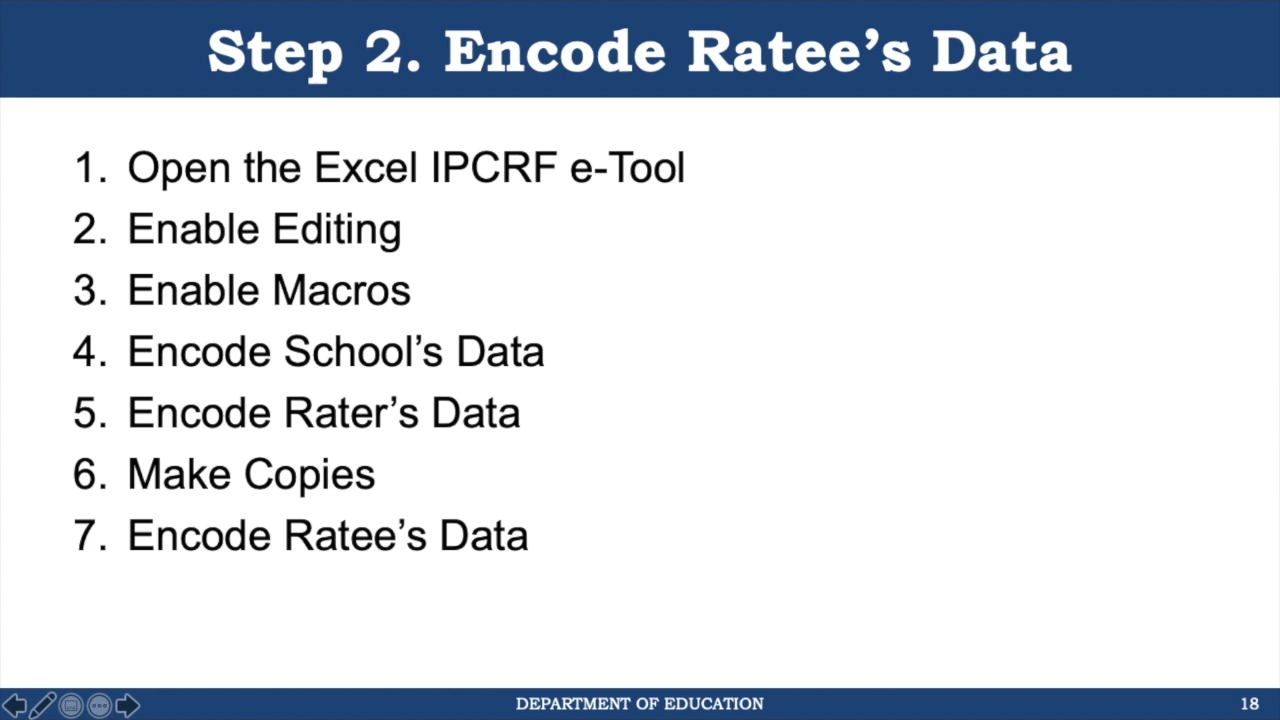 Step 2. Encode Ratee’s Data
1. Open the Excel IPCRF e-Tool
2. Enable Editing
3. Enable Macros
4. Encode School’s Data
5. Encode Rater’s Data
6. Make Copies
7. Encode Ratee’s Data
DEPARTMENT OF EDUCATION
18